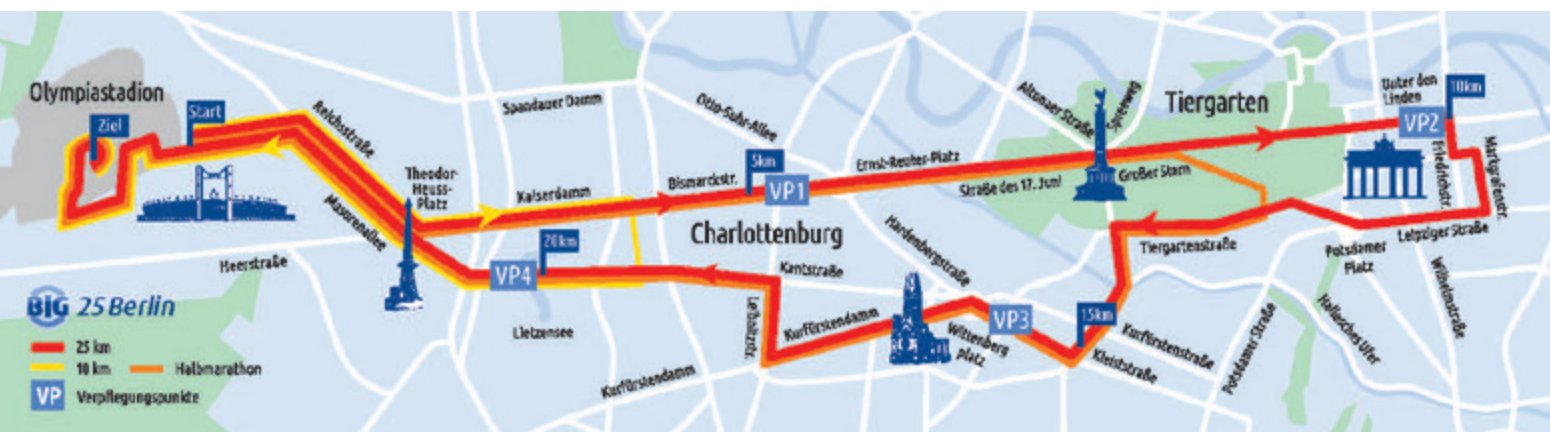 Olympiastadion
Ziel
Start
Reichsstraße
Spandauer Damm
Otto-Suhr-Allee
Altonaer Straße
Spreeweg
Tiergarten
Unter den
Linden
10km
VP2
Theodor-
Heuss-
Platz
Kaiserdamm
Bismarckstr.
5km
VP1
Ernst-Reuter-Platz
Straße des 17. Juni
Großer Stern
Friedrichstr.
Markgrafenstr.
Masurenallee
Heerstraße
VP4
20km
Charlottenburg
Hardenbergstraße
Kantstraße
Tiergartenstraße
Potsdamer
Platz
Leipziger Straße
Wilhelmstraße
Lietzensee
Leibnizstr.
Kurfürstendamm
Wittenberg
platz
VP3
15km
Kurfürstenstraße
Kleiststraße
Potsdamer Straße
Hallesches Ufer
Kurfürstendamm
BIG 25 Berlin
25 km
10 km
Halbmarathon
VP Verpflegungspunkte